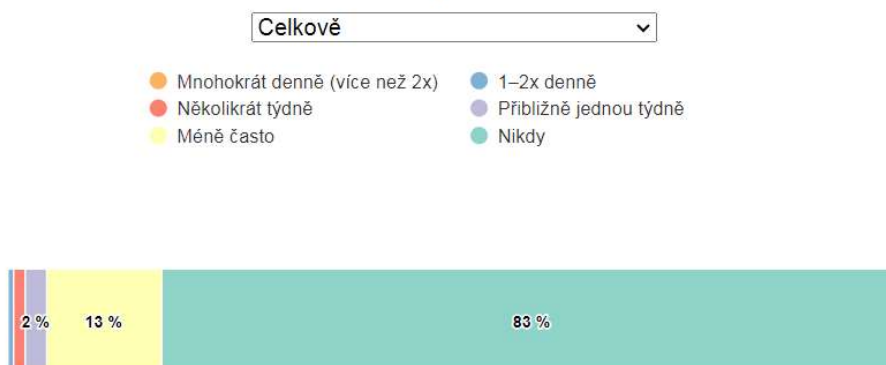 Celkově
Mnohokrát denně (více než 2x)
1–2x denně
Několikrát týdně
Přibližně jednou týdně
Méně často
Nikdy
2 %
13 %
83 %